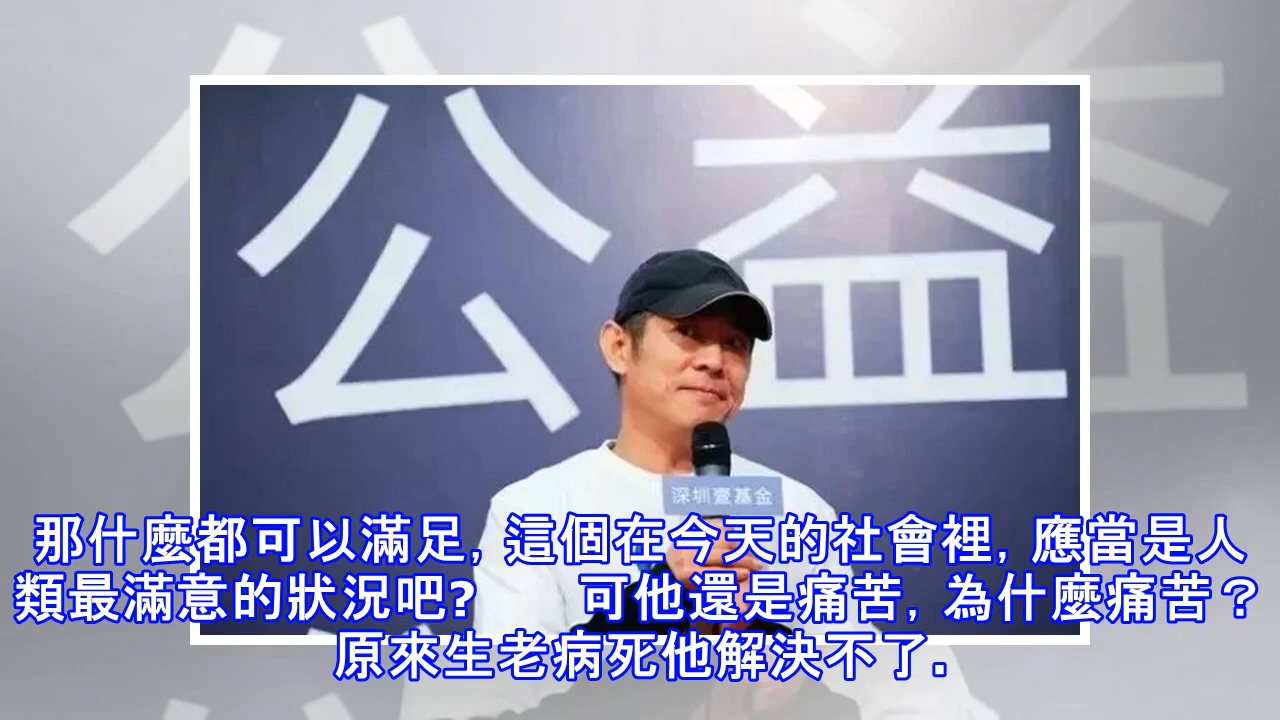 公益
深圳壹基金
那什麼都可以滿足, 這個在今天的社會裡, 應當是人
類最滿意的狀況吧? 可他還是痛苦, 為什麼痛苦？
原來生老病死他解決不了.